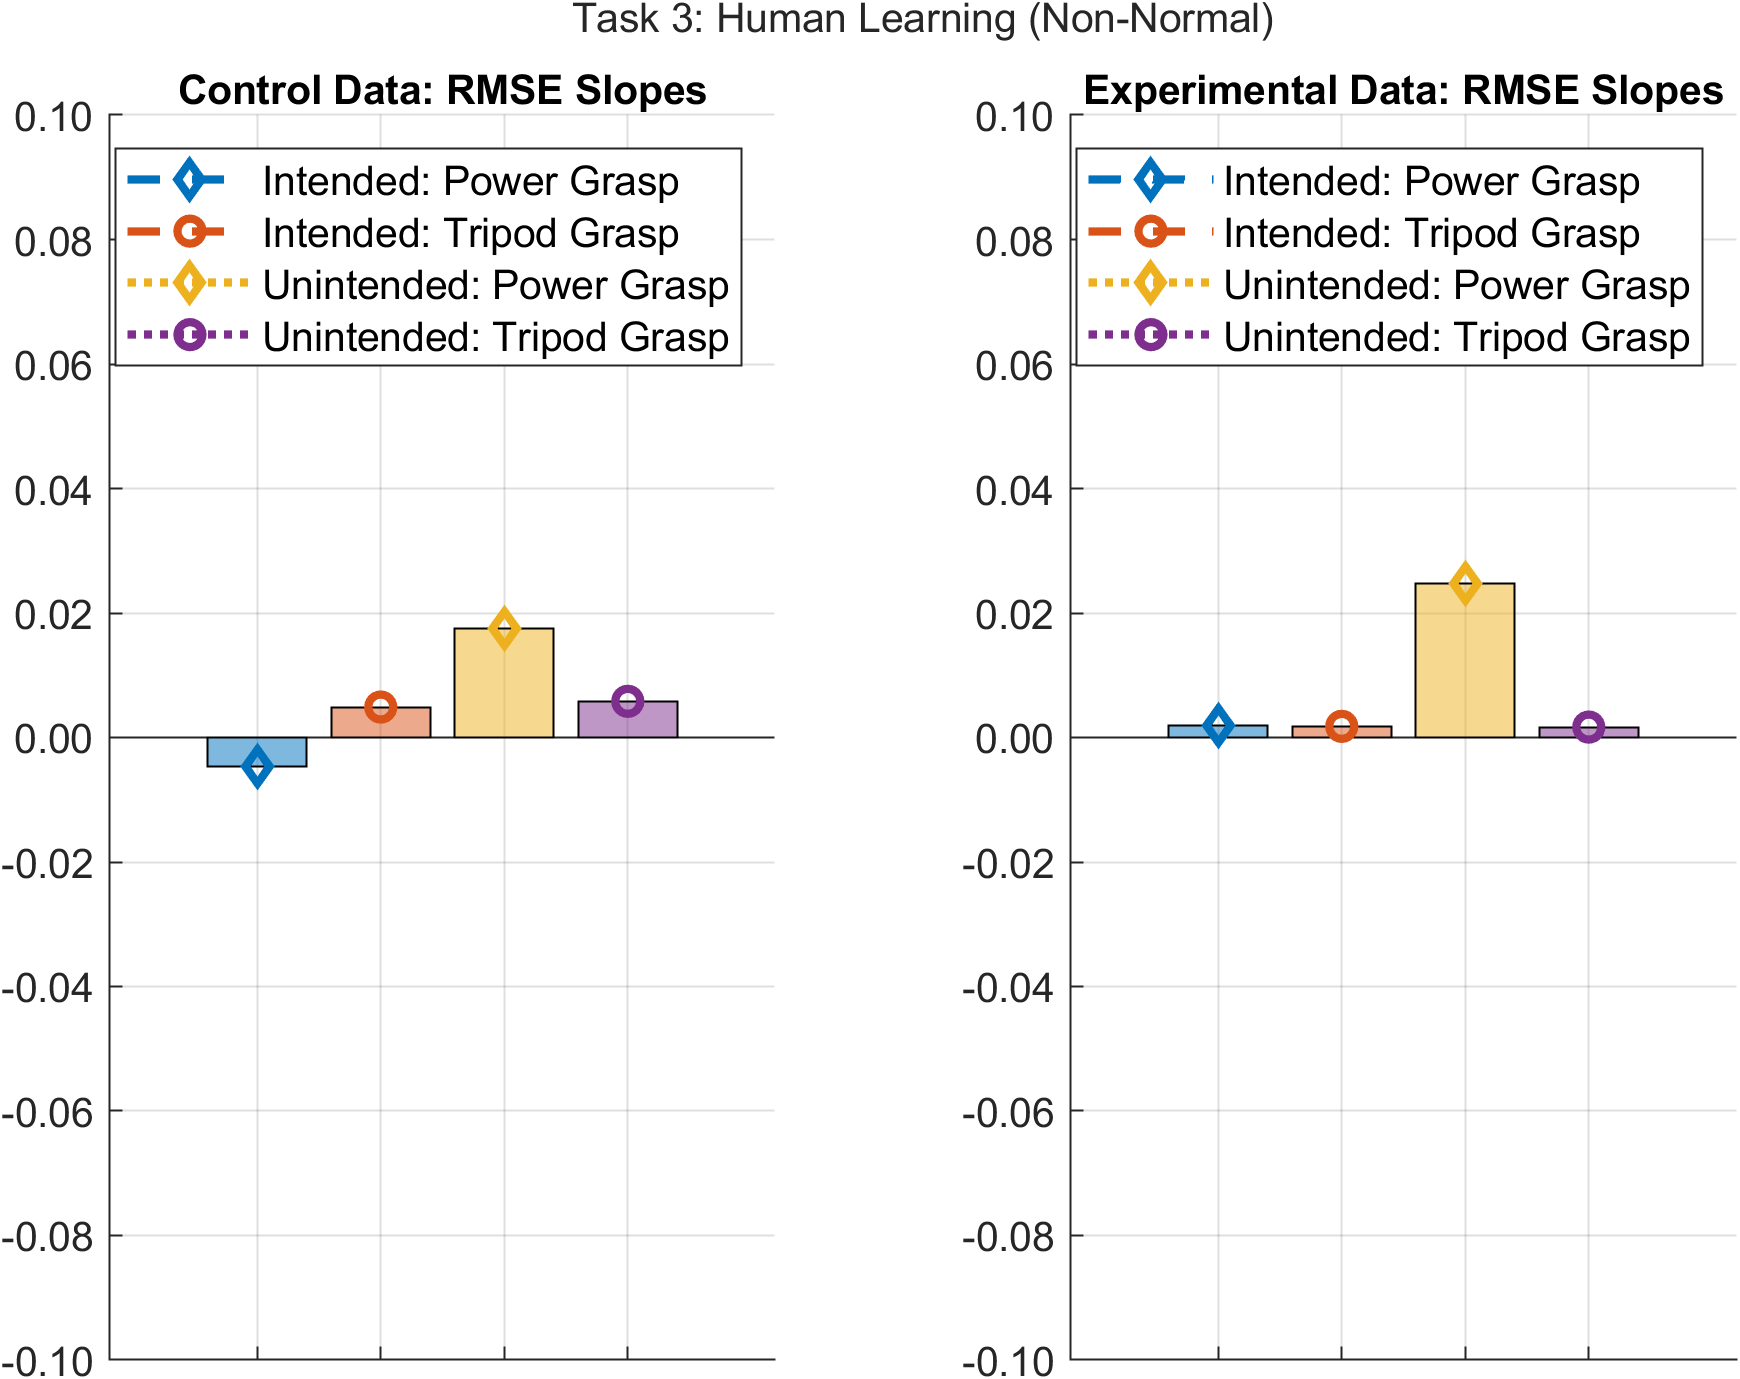 Task 3: Human Learning (Non-Normal)
Control Data: RMSE Slopes
0.10
0.08
0.06
0.04
0.02
0.00
-0.02
-0.04
-0.06
-0.08
-0.10
Intended: Power Grasp
Intended: Tripod Grasp
Unintended: Power Grasp
Unintended: Tripod Grasp
Experimental Data: RMSE Slopes
0.10
0.08
0.06
0.04
0.02
0.00
-0.02
-0.04
-0.06
-0.08
-0.10
Intended: Power Grasp
Intended: Tripod Grasp
Unintended: Power Grasp
Unintended: Tripod Grasp